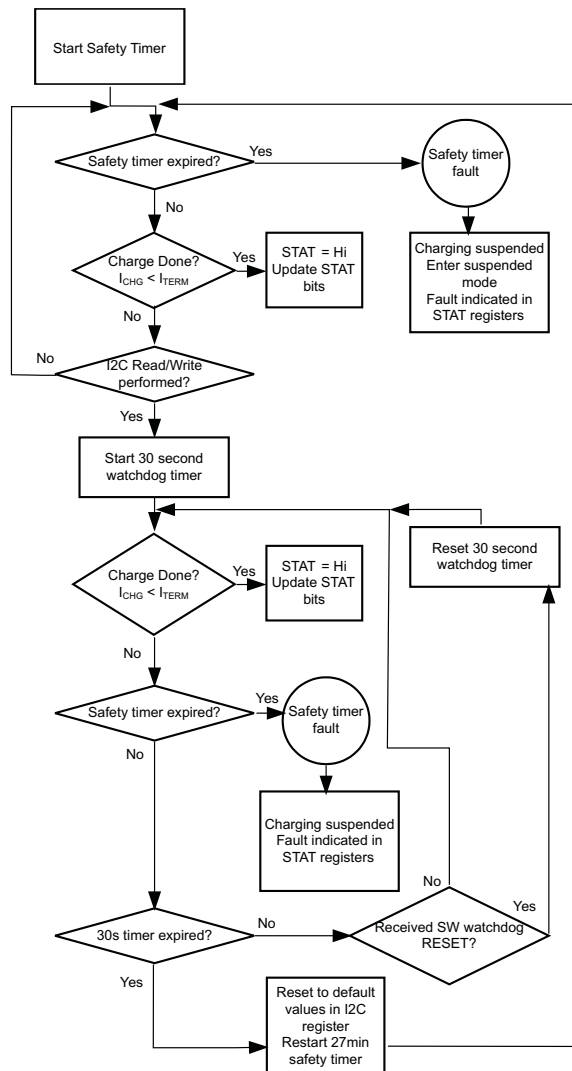 Start Safety Timer
Safety timer expired?
Yes
Safety timer
fault
No
Charging suspended
Enter suspended
mode
Fault indicated in
STAT registers
Charge Done?
I_CHG < I_TERM
Yes
STAT = Hi
Update STAT
bits
No
No
I2C Read/Write
performed?
Yes
Start 30 second
watchdog timer
Reset 30 second
watchdog timer
Charge Done?
I_CHG < I_TERM
Yes
STAT = Hi
Update STAT
bits
No
Safety timer expired?
Yes
Safety timer
fault
No
Charging suspended
Fault indicated in
STAT registers
No
Yes
30s timer expired?
No
Received SW watchdog
RESET?
Yes
Reset to default
values in I2C
register
Restart 27min
safety timer